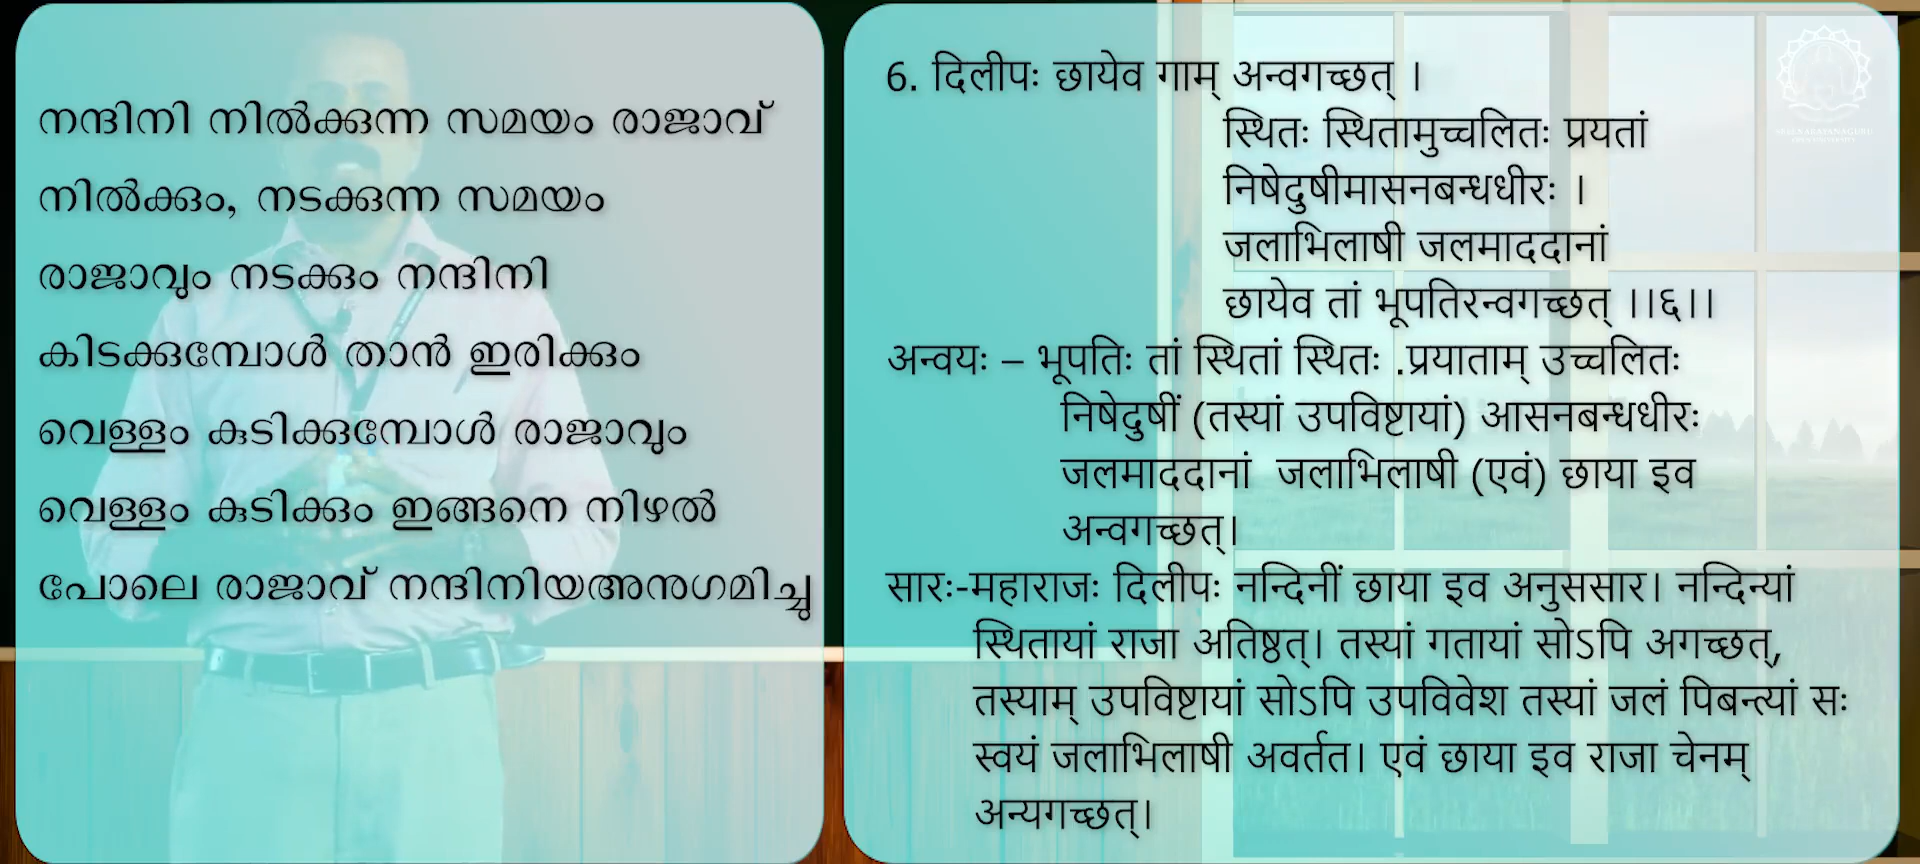 നന്ദിനി നിൽക്കുന്ന സമയം രാജാവ്
നിൽക്കും, നടക്കുന്ന സമയം
രാജാവും നടക്കും നന്ദിനി
കിടക്കുമ്പോൾ താൻ ഇരിക്കും
വെള്ളം കുടിക്കുമ്പോൾ രാജാവും
വെള്ളം കുടിക്കും ഇങ്ങനെ നിഴൽ
പോലെ രാജാവ് നന്ദിനിയഅനുഗമിച്ചു
6. दिलीपः छायेव गाम् अन्वगच्छत् ।
स्थितः स्थितामुच्चलितः प्रयतां
निषेदुषीमासनबन्धधीरः ।
जलाभिलाषी जलमाददानां
छायेव तां भूपतिरन्वगच्छत् ।।६।।
अन्वयः – भूपतिः तां स्थितां स्थितः .प्रयाताम् उच्चलितः
निषेदुषीं (तस्यां उपविष्टायां) आसनबन्धधीरः
जलमाददानां जलाभिलाषी (एवं) छाया इव
अन्वगच्छत्।
सारः-महाराजः दिलीपः नन्दिनीं छाया इव अनुससार। नन्दिन्यां
स्थितायां राजा अतिष्ठत्। तस्यां गतायां सोऽपि अगच्छत्,
तस्याम् उपविष्टायां सोऽपि उपविवेश तस्यां जलं पिबन्त्यां सः
स्वयं जलाभिलाषी अवर्तत। एवं छाया इव राजा चेनम्
अन्यगच्छत्।